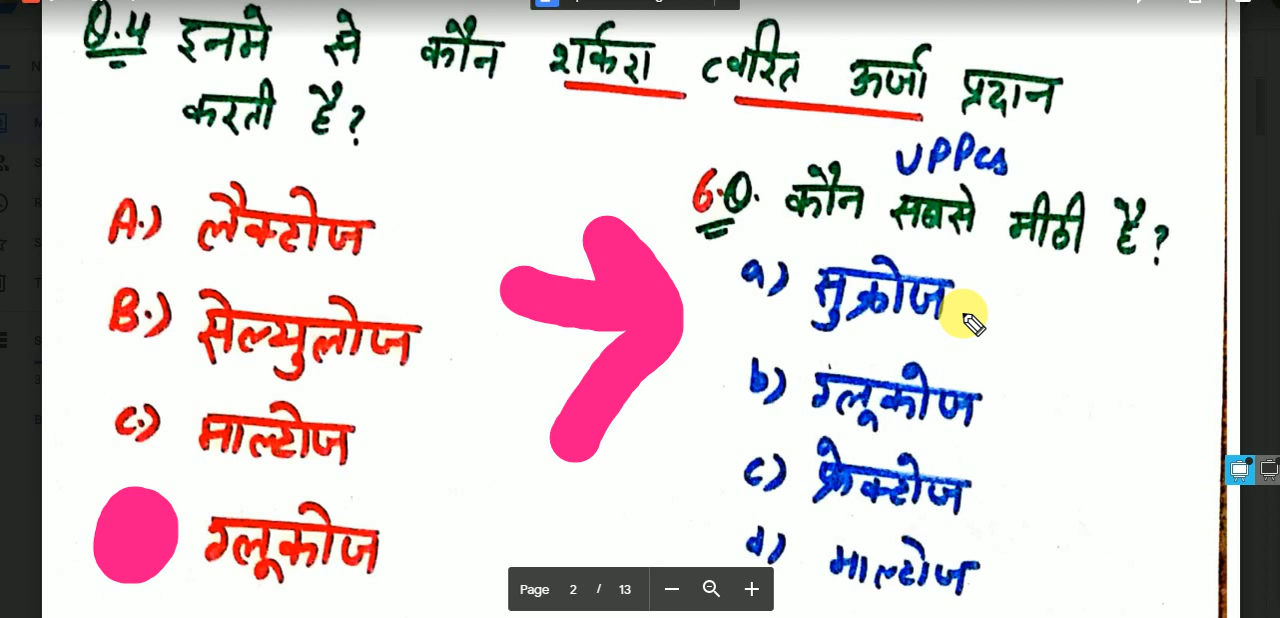 Q.4 इनमे से कौन शर्करा त्वरित ऊर्जा प्रदान
करती है?
A.) लैक्टोज
B.) सेल्युलोज
C.) माल्टोज
ग्लूकोज
UPPCS
6.Q. कौन सबसे मीठी है?
a) सुक्रोज
b) ग्लूकोज
c) फ्रेक्टोज
d) माल्टोज
Page 2 / 13